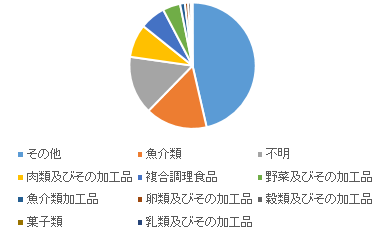 その他 魚介類 不明
肉類及びその加工品 複合調理食品 野菜及びその加工品
魚介類加工品 卵類及びその加工品 穀類及びその加工品
菓子類 乳類及びその加工品